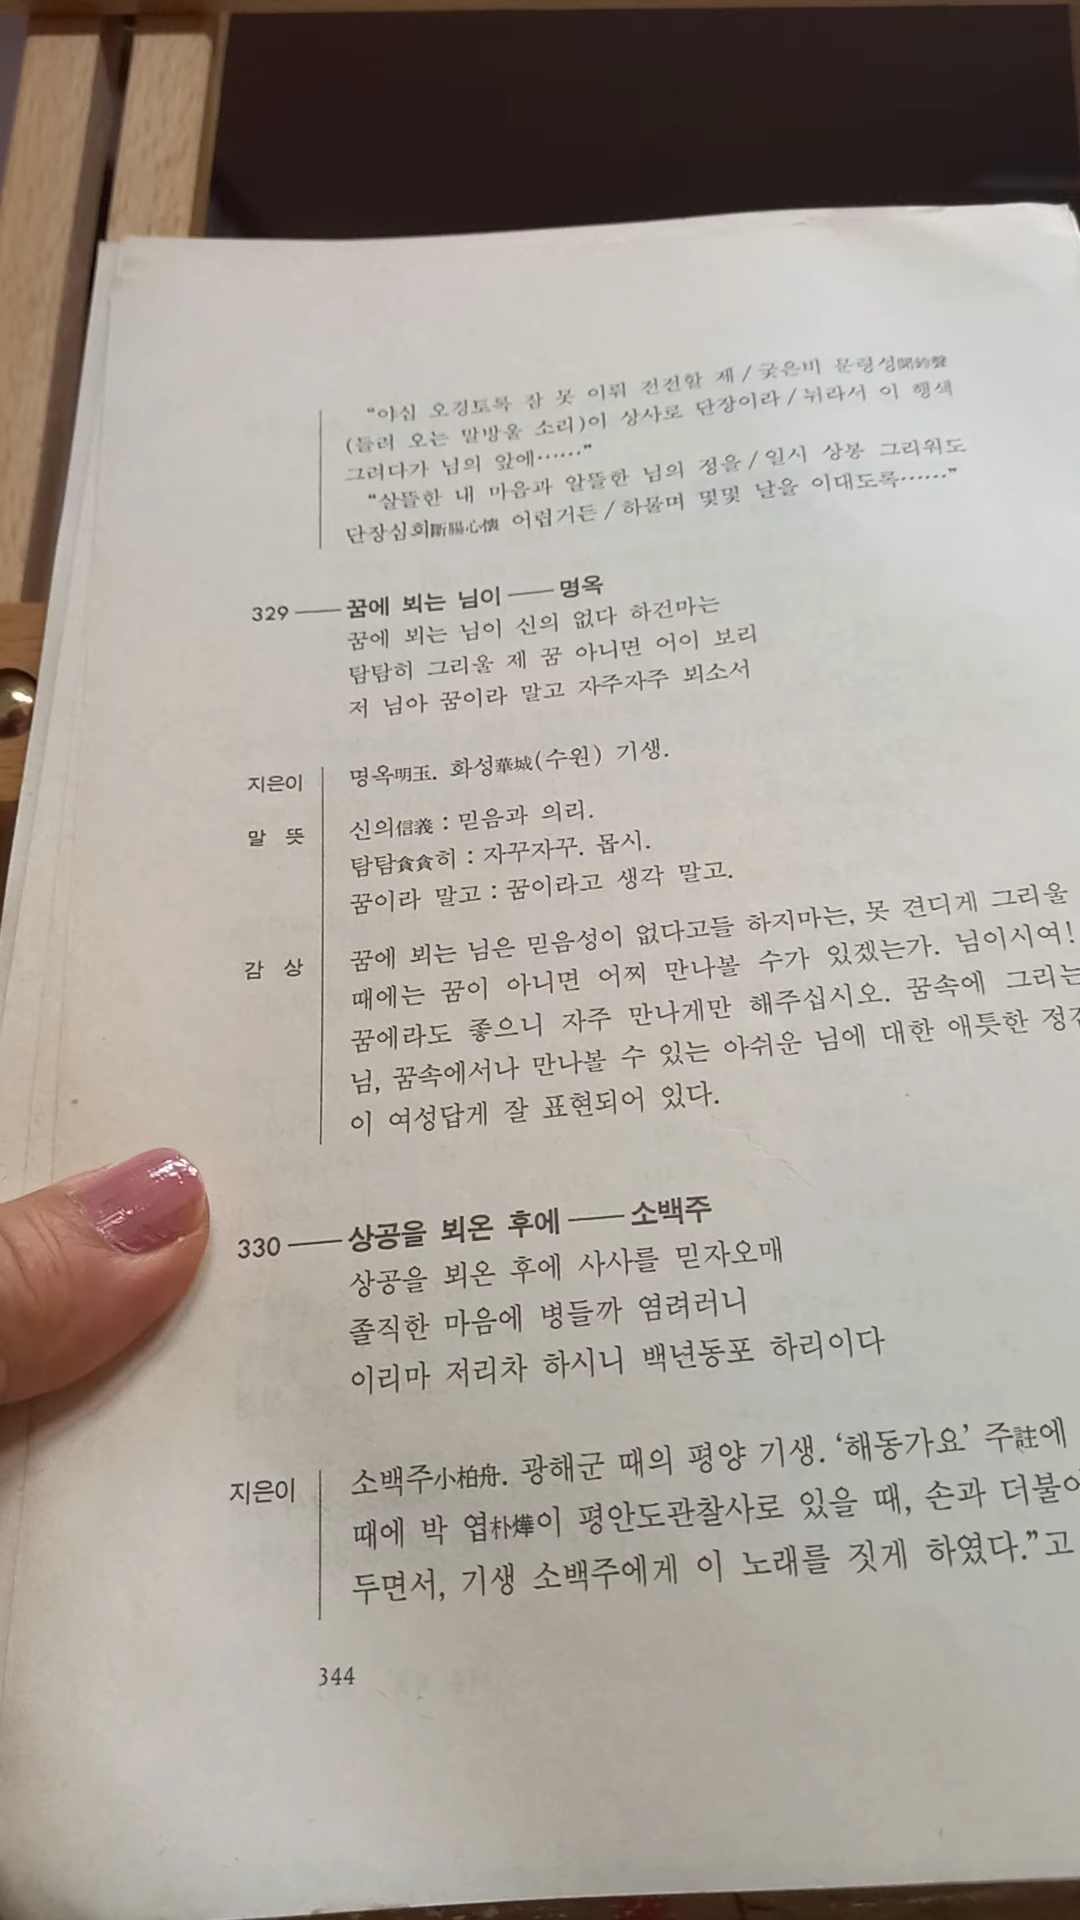 “야심 오경토록 잠 못 이뤄 전전할 제 / 궂은비 문령성聞鈴聲
(들려 오는 말방울 소리)이 상사로 단장이라 / 뉘라서 이 행색
그려다가 님의 앞에……”
“살뜰한 내 마음과 알뜰한 님의 정을 / 일시 상봉 그리워도
단장심회斷腸心懷 어렵거든 / 하물며 몇몇 날을 이대도록……”
329 — 꿈에 뵈는 님이 — 명옥
꿈에 뵈는 님이 신의 없다 하건마는
탐탐히 그리울 제 꿈 아니면 어이 보리
저 님아 꿈이라 말고 자주자주 뵈소서
지은이 명옥明玉. 화성華城(수원) 기생.
말 뜻 신의信義 : 믿음과 의리.
탐탐貪貪히 : 자꾸자꾸. 몹시.
꿈이라 말고 : 꿈이라고 생각 말고.
감 상 꿈에 뵈는 님은 믿음성이 없다고들 하지마는, 못 견디게 그리울
때에는 꿈이 아니면 어찌 만나볼 수가 있겠는가. 님이시여!
꿈에라도 좋으니 자주 만나게만 해주십시오. 꿈속에 그리는
님, 꿈속에서나 만나볼 수 있는 아쉬운 님에 대한 애틋한
이 여성답게 잘 표현되어 있다.
330 — 상공을 뵈온 후에 — 소백주
상공을 뵈온 후에 사사를 믿자오매
졸직한 마음에 병들까 염려러니
이리마 저리차 하시니 백년동포 하리이다
지은이 소백주小柏舟. 광해군 때의 평양 기생. ‘해동가요’ 주註에
때에 박 엽朴燁이 평안도관찰사로 있을 때, 손과 더불어
두면서, 기생 소백주에게 이 노래를 짓게 하였다.”고
344